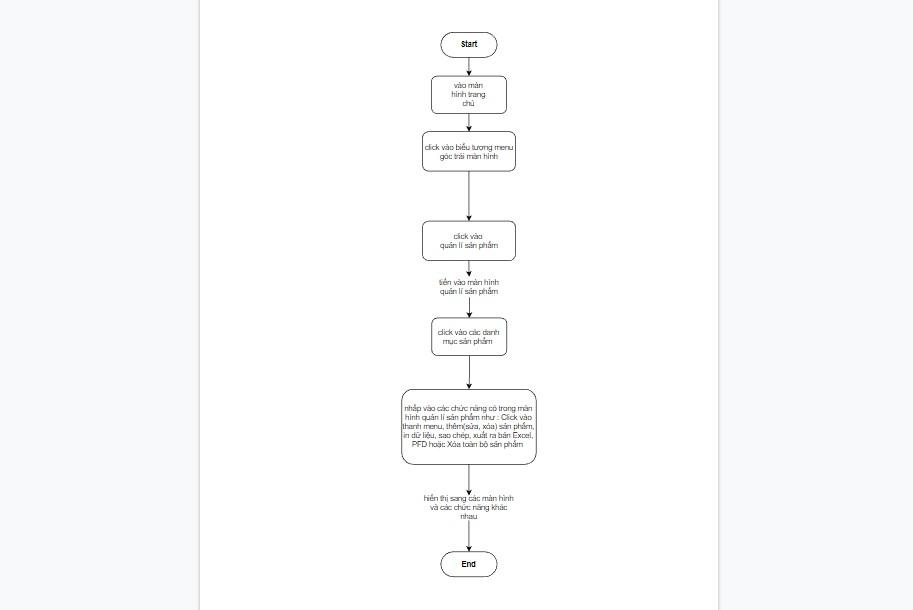 Start
vào màn
hình trang
chủ
click vào biểu tượng menu
góc trái màn hình
click vào
quản lí sản phẩm
tiến vào màn hình
quản lí sản phẩm
click vào các danh
mục sản phẩm
nhấp vào các chức năng có trong màn
hình quản lí sản phẩm như : Click vào
thanh menu, thêm(sửa, xóa) sản phẩm,
in dữ liệu, sao chép, xuất ra bản Excel,
PFD hoặc Xóa toàn bộ sản phẩm
hiển thị sang các màn hình
và các chức năng khác
nhau
End